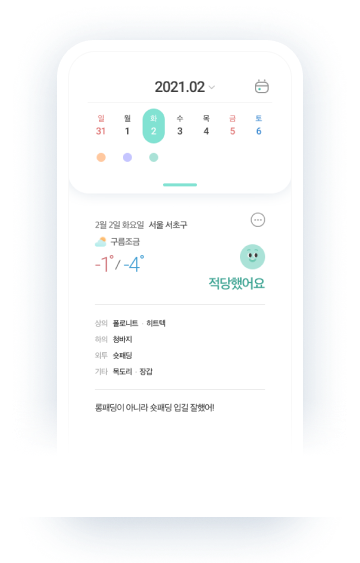 2021.02
일 월 화 수 목 금 토
31 1 2 3 4 5 6
2월 2일 화요일 서울 서초구
구름조금
-1°/-4°
적당했어요
상의 폴로니트 · 히트텍
하의 청바지
외투 숏패딩
기타 목도리 · 장갑
롱패딩이 아니라 숏패딩 입길 잘했어!